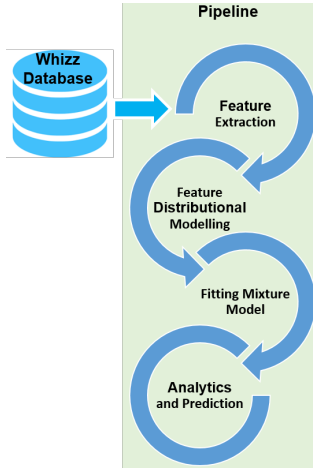 Pipeline
Whizz
Database
Feature
Extraction
Feature
Distributional
Modelling
Fitting Mixture
Model
Analytics
and Prediction